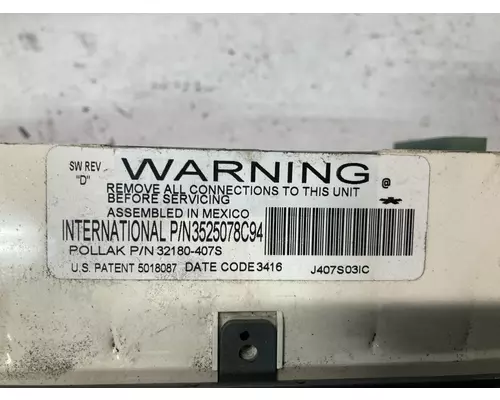 SW REV
"D"
WARNING
@
REMOVE ALL CONNECTIONS TO THIS UNIT
BEFORE SERVICING
ASSEMBLED IN MEXICO
INTERNATIONAL P/N3525078C94
POLLAK P/N 32180-407S
U.S. PATENT 5018087 DATE CODE 3416 J407S03IC